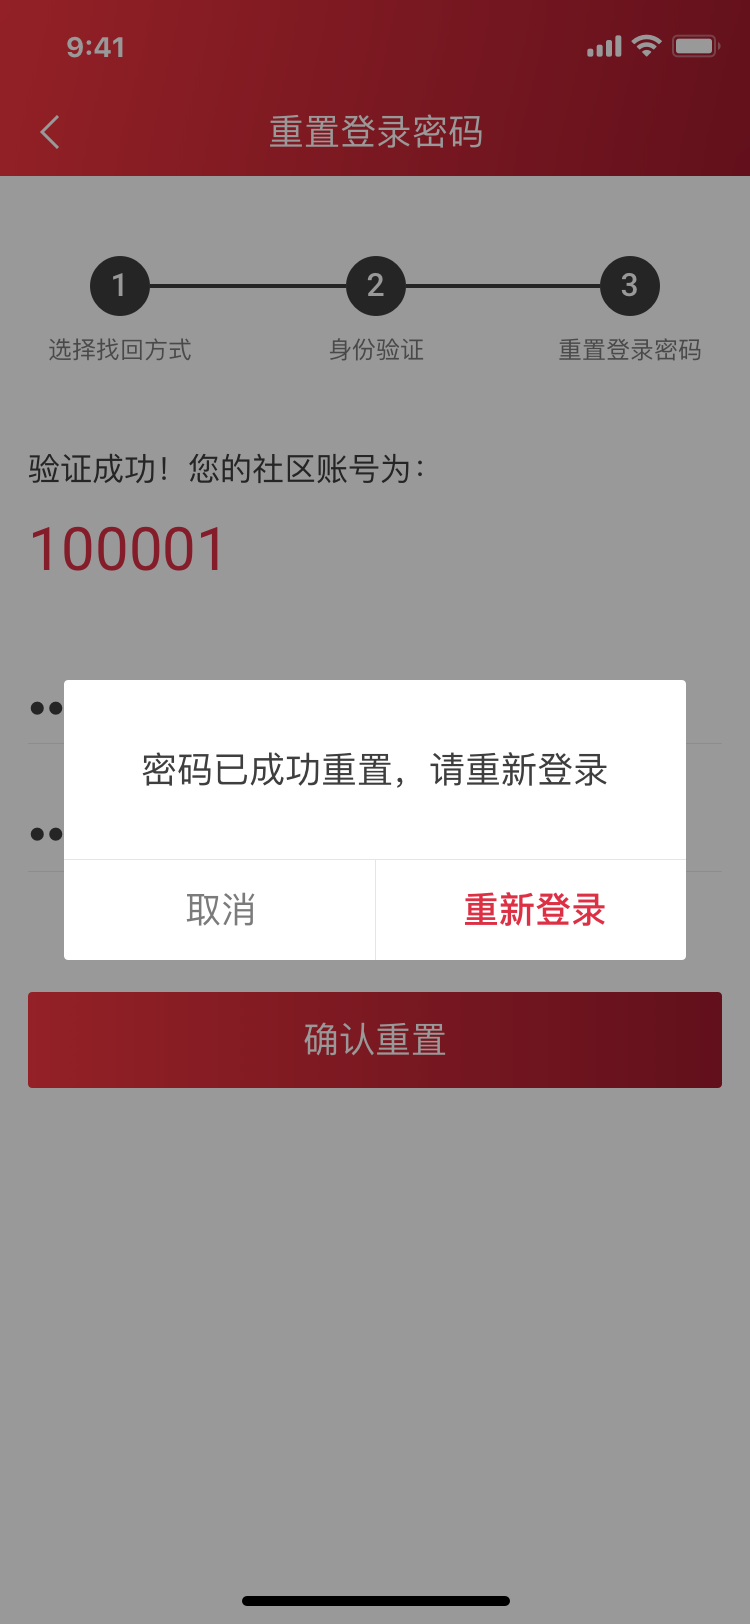 9:41
重置登录密码
1 2 3
选择找回方式 身份验证 重置登录密码
验证成功！您的社区账号为：
100001
密码已成功重置，请重新登录
取消 重新登录
确认重置